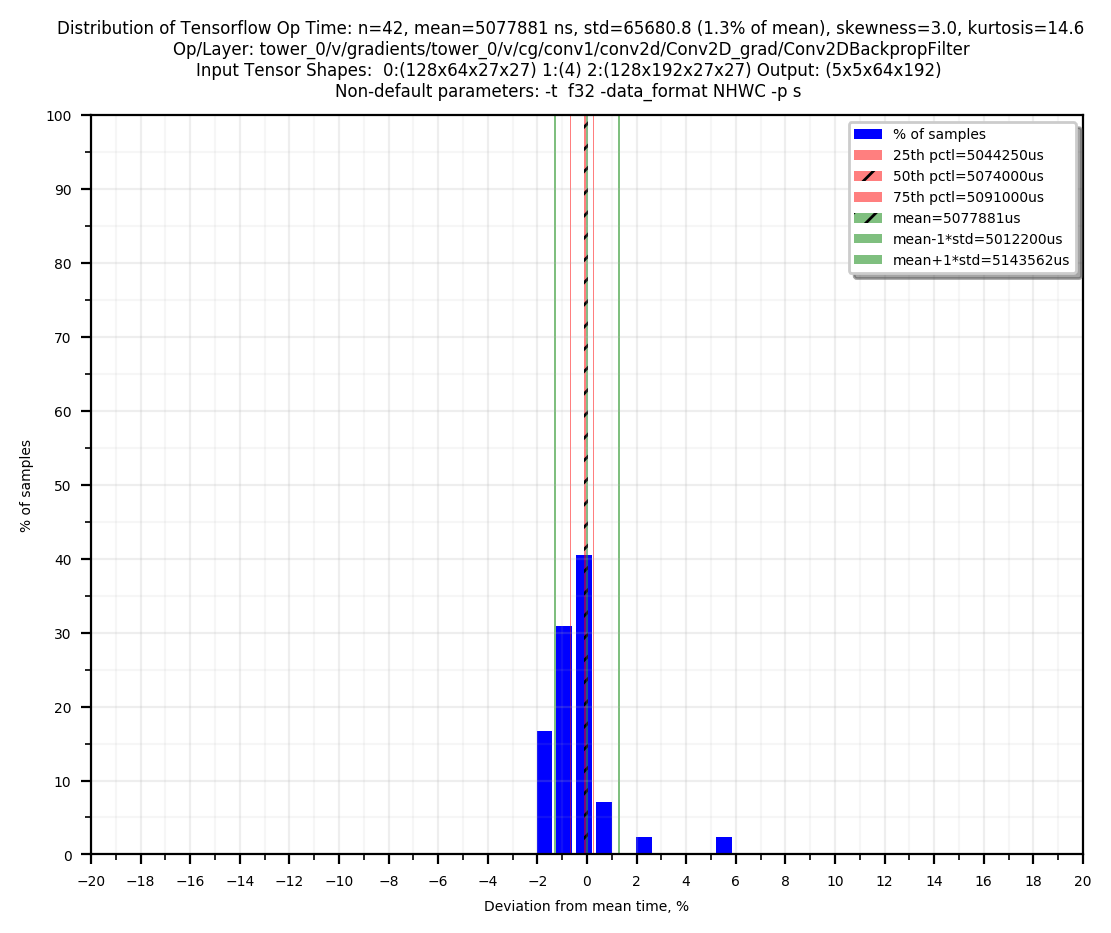 Distribution of Tensorflow Op Time: n=42, mean=5077881 ns, std=65680.8 (1.3% of mean), skewness=3.0, kurtosis=14.6
Op/Layer: tower_0/v/gradients/tower_0/v/cg/conv1/conv2d/Conv2D_grad/Conv2DBackpropFilter
Input Tensor Shapes:  0:(128x64x27x27) 1:(4) 2:(128x192x27x27) Output: (5x5x64x192)
Non-default parameters: -t  f32 -data_format NHWC -p s
% of samples
25th pctl=5044250us
50th pctl=5074000us
75th pctl=5091000us
mean=5077881us
mean-1*std=5012200us
mean+1*std=5143562us
100
90
80
70
60
50
40
30
20
10
0
% of samples
−20 −18 −16 −14 −12 −10 −8 −6 −4 −2 0 2 4 6 8 10 12 14 16 18 20
Deviation from mean time, %